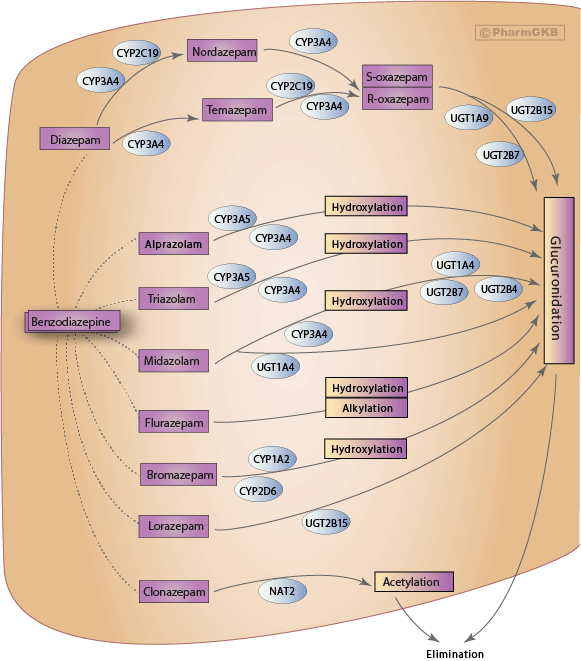 © PharmGKB
Nordazepam
CYP3A4
CYP2C19
CYP3A4
S-oxazepam
R-oxazepam
Temazepam
CYP2C19
CYP3A4
Diazepam
CYP3A4
UGT1A9
UGT2B15
UGT2B7
Glucuronidation
Alprazolam
CYP3A5
CYP3A4
Hydroxylation
Triazolam
CYP3A5
CYP3A4
Hydroxylation
UGT1A4
UGT2B7
UGT2B4
Benzodiazepine
Midazolam
CYP3A4
UGT1A4
Hydroxylation
Flurazepam
Hydroxylation
Alkylation
Bromazepam
CYP1A2
CYP2D6
Hydroxylation
Lorazepam
UGT2B15
Clonazepam
NAT2
Acetylation
Elimination